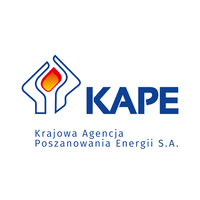 KAPE
Krajowa Agencja
Poszanowania Energii S.A.